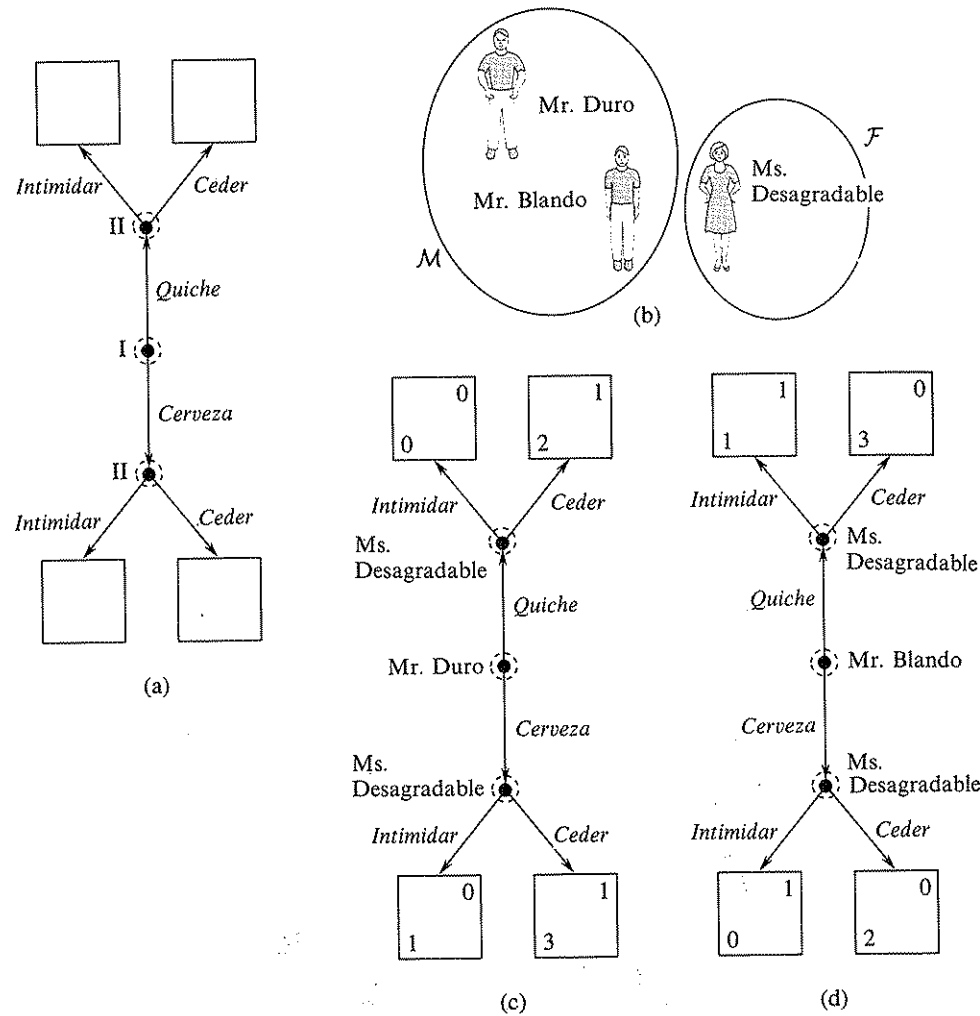 Intimidar
Ceder
II
Quiche
I
Cerveza
II
Intimidar
Ceder
(a)
Mr. Duro
Mr. Blando
Ms.
Desagradable
M
F
(b)
0
0
1
2
Intimidar
Ceder
Ms.
Desagradable
Quiche
Mr. Duro
Cerveza
Ms.
Desagradable
Intimidar
Ceder
0
1
1
3
(c)
1
1
0
3
Intimidar
Ceder
Ms.
Desagradable
Quiche
Mr. Blando
Cerveza
Ms.
Desagradable
Intimidar
Ceder
1
0
0
2
(d)